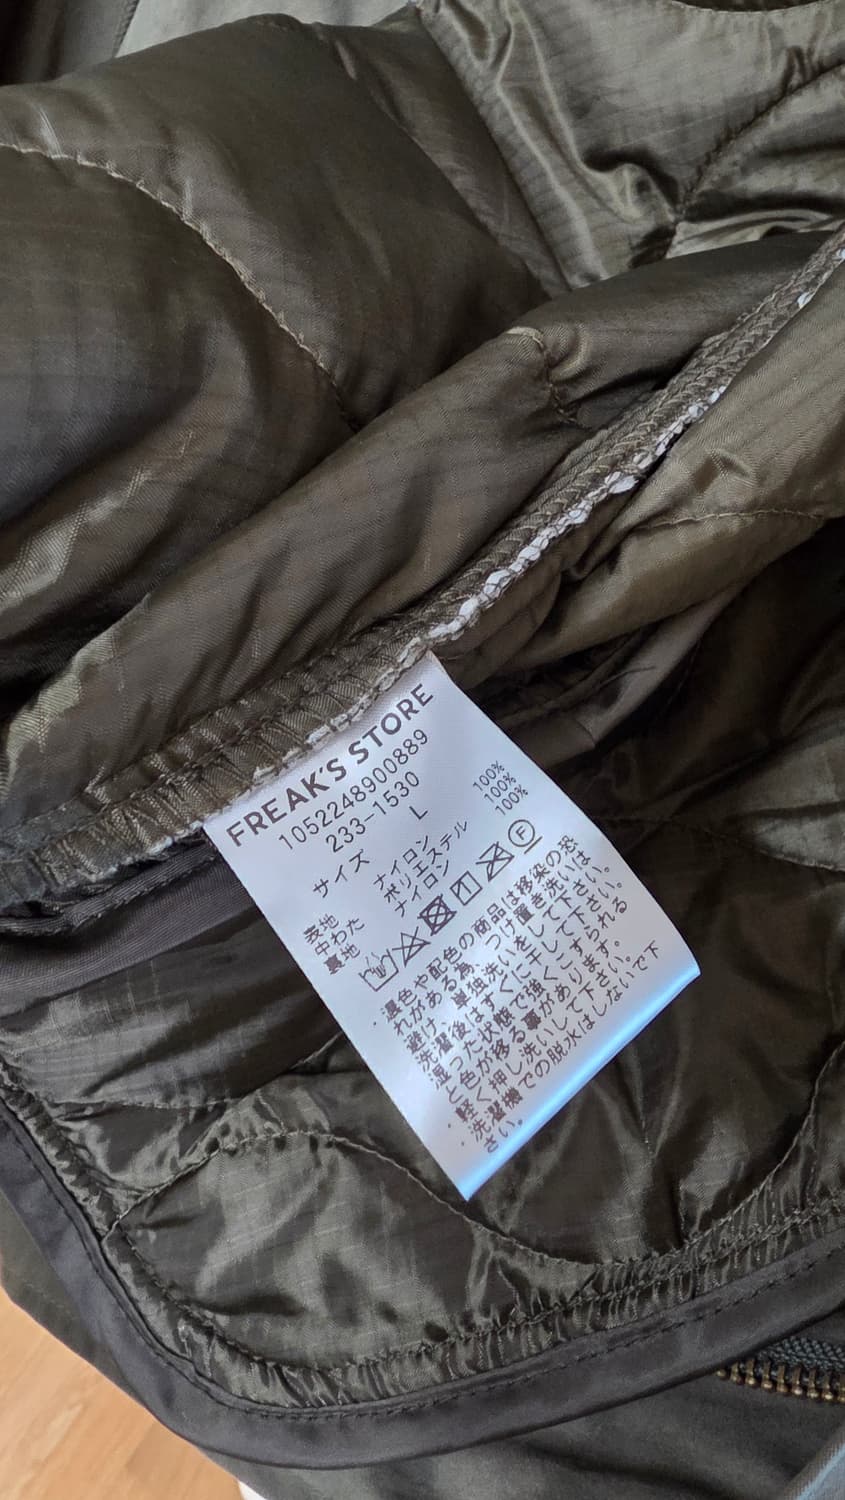 FREAK'S STORE
1052248900889
233-1530
サイズ L
表地 ナイロン 100%
中わた ポリエステル 100%
裏地 ナイロン 100%
F
・濃色や配色の商品は移染の恐
れがある為、つけ置き洗いは
避け、単独洗いをして下さい。
洗濯後はすぐに干して下さい。
湿った状態で強くこすられる
と色が移る事があります。
・軽く押し洗いして下さい。
・洗濯機での脱水はしないで下
さい。